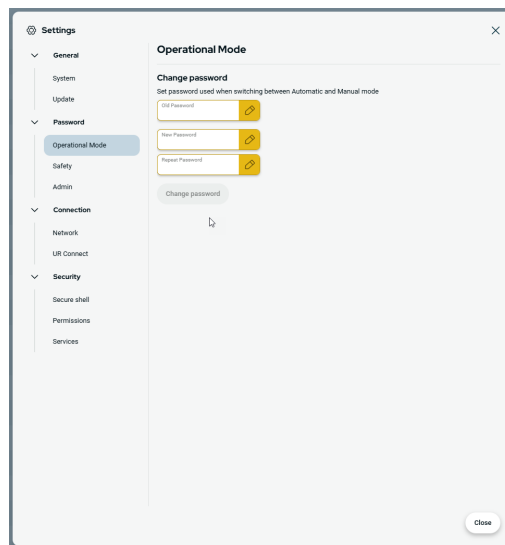 Settings
General
System
Update
Password
Operational Mode
Safety
Admin
Connection
Network
UR Connect
Security
Secure shell
Permissions
Services
Operational Mode
Change password
Set password used when switching between Automatic and Manual mode
Old Password
New Password
Repeat Password
Change password
Close